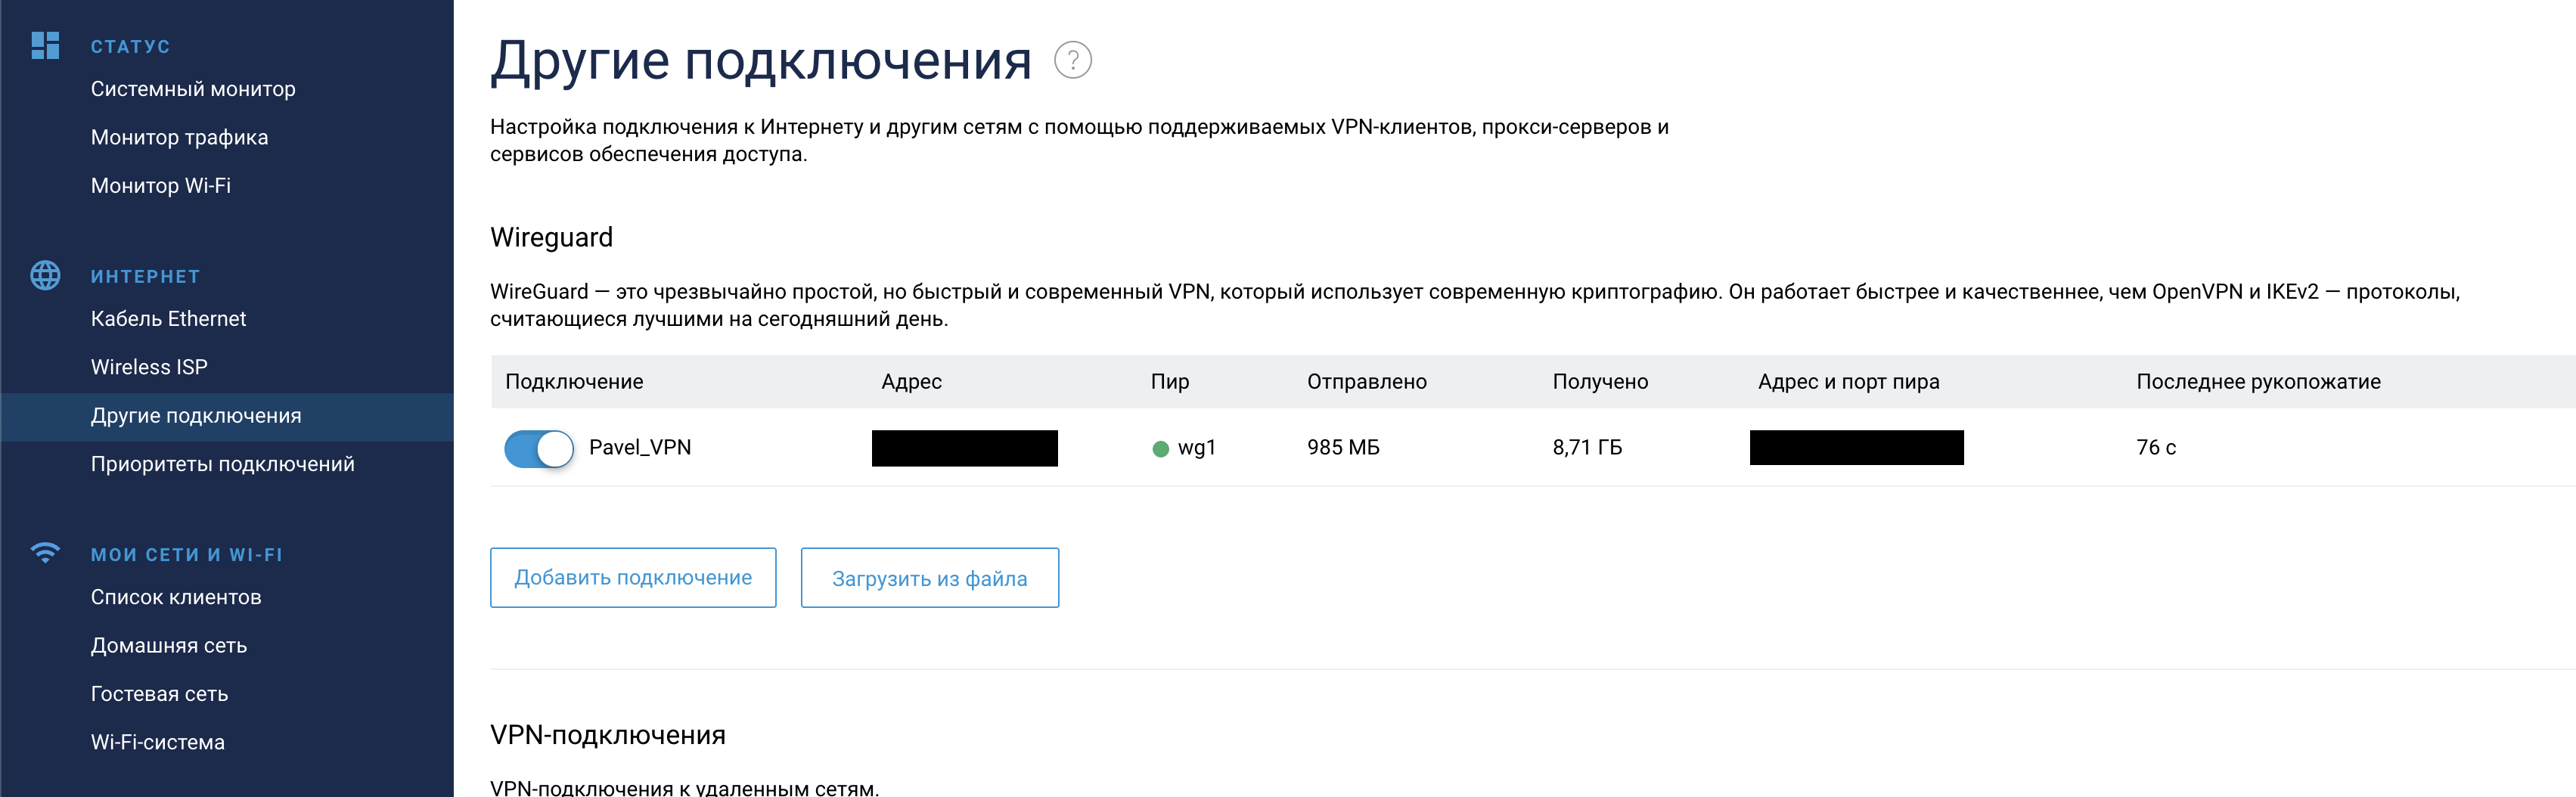 СТАТУС
Системный монитор
Монитор трафика
Монитор Wi-Fi
ИНТЕРНЕТ
Кабель Ethernet
Wireless ISP
Другие подключения
Приоритеты подключений
МОИ СЕТИ И WI-FI
Список клиентов
Домашняя сеть
Гостевая сеть
Wi-Fi-система
Другие подключения ?
Настройка подключения к Интернету и другим сетям с помощью поддерживаемых VPN-клиентов, прокси-серверов и
сервисов обеспечения доступа.
Wireguard
WireGuard — это чрезвычайно простой, но быстрый и современный VPN, который использует современную криптографию. Он работает быстрее и качественнее, чем OpenVPN и IKEv2 — протоколы,
считающиеся лучшими на сегодняшний день.
Подключение Адрес Пир Отправлено Получено Адрес и порт пира Последнее рукопожатие
Pavel_VPN wg1 985 МБ 8,71 ГБ 76 с
Добавить подключение Загрузить из файла
VPN-подключения
VPN-подключения к удаленным сетям.